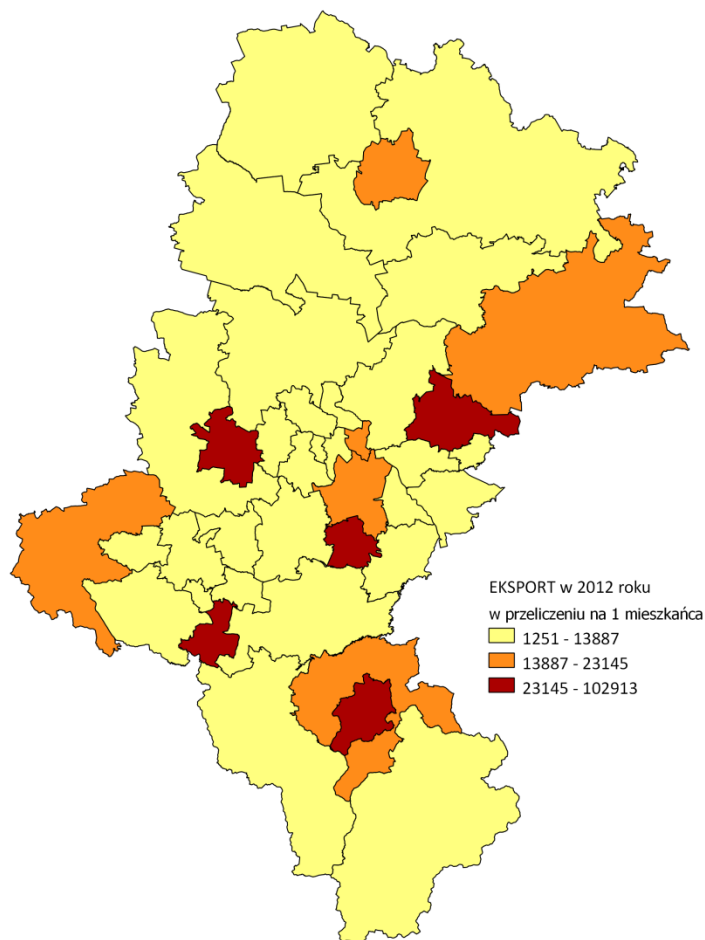 EKSPORT w 2012 roku
w przeliczeniu na 1 mieszkańca
1251 - 13887
13887 - 23145
23145 - 102913